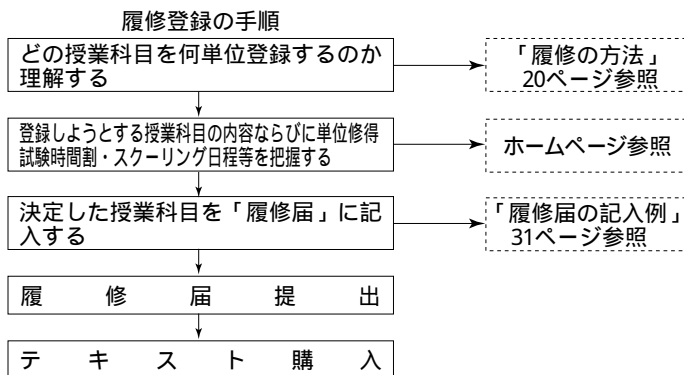 履修登録の手順
どの授業科目を何単位登録するのか
理解する
「履修の方法」
20ページ参照
登録しようとする授業科目の内容ならびに単位修得
試験時間割・スクーリング日程等を把握する
ホームページ参照
決定した授業科目を「履修届」に記
入する
「履修届の記入例」
31ページ参照
履修届提出
テキスト購入